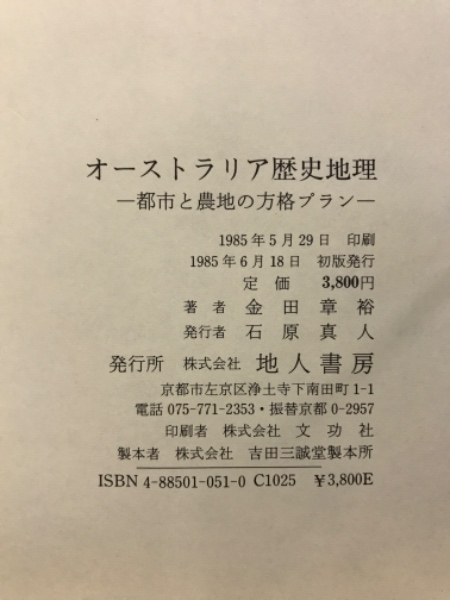 オーストラリア歴史地理
―都市と農地の方格プラン―
1985年5月29日 印刷
1985年6月18日 初版発行
定価 3,800円
著者 金田章裕
発行者 石原真人
発行所 株式会社 地人書房
京都市左京区浄土寺下南田町1-1
電話 075-771-2353・振替京都 0-2957
印刷者 株式会社 文功社
製本者 株式会社 吉田三誠堂製本所
ISBN 4-88501-051-0 C1025 ¥3,800E